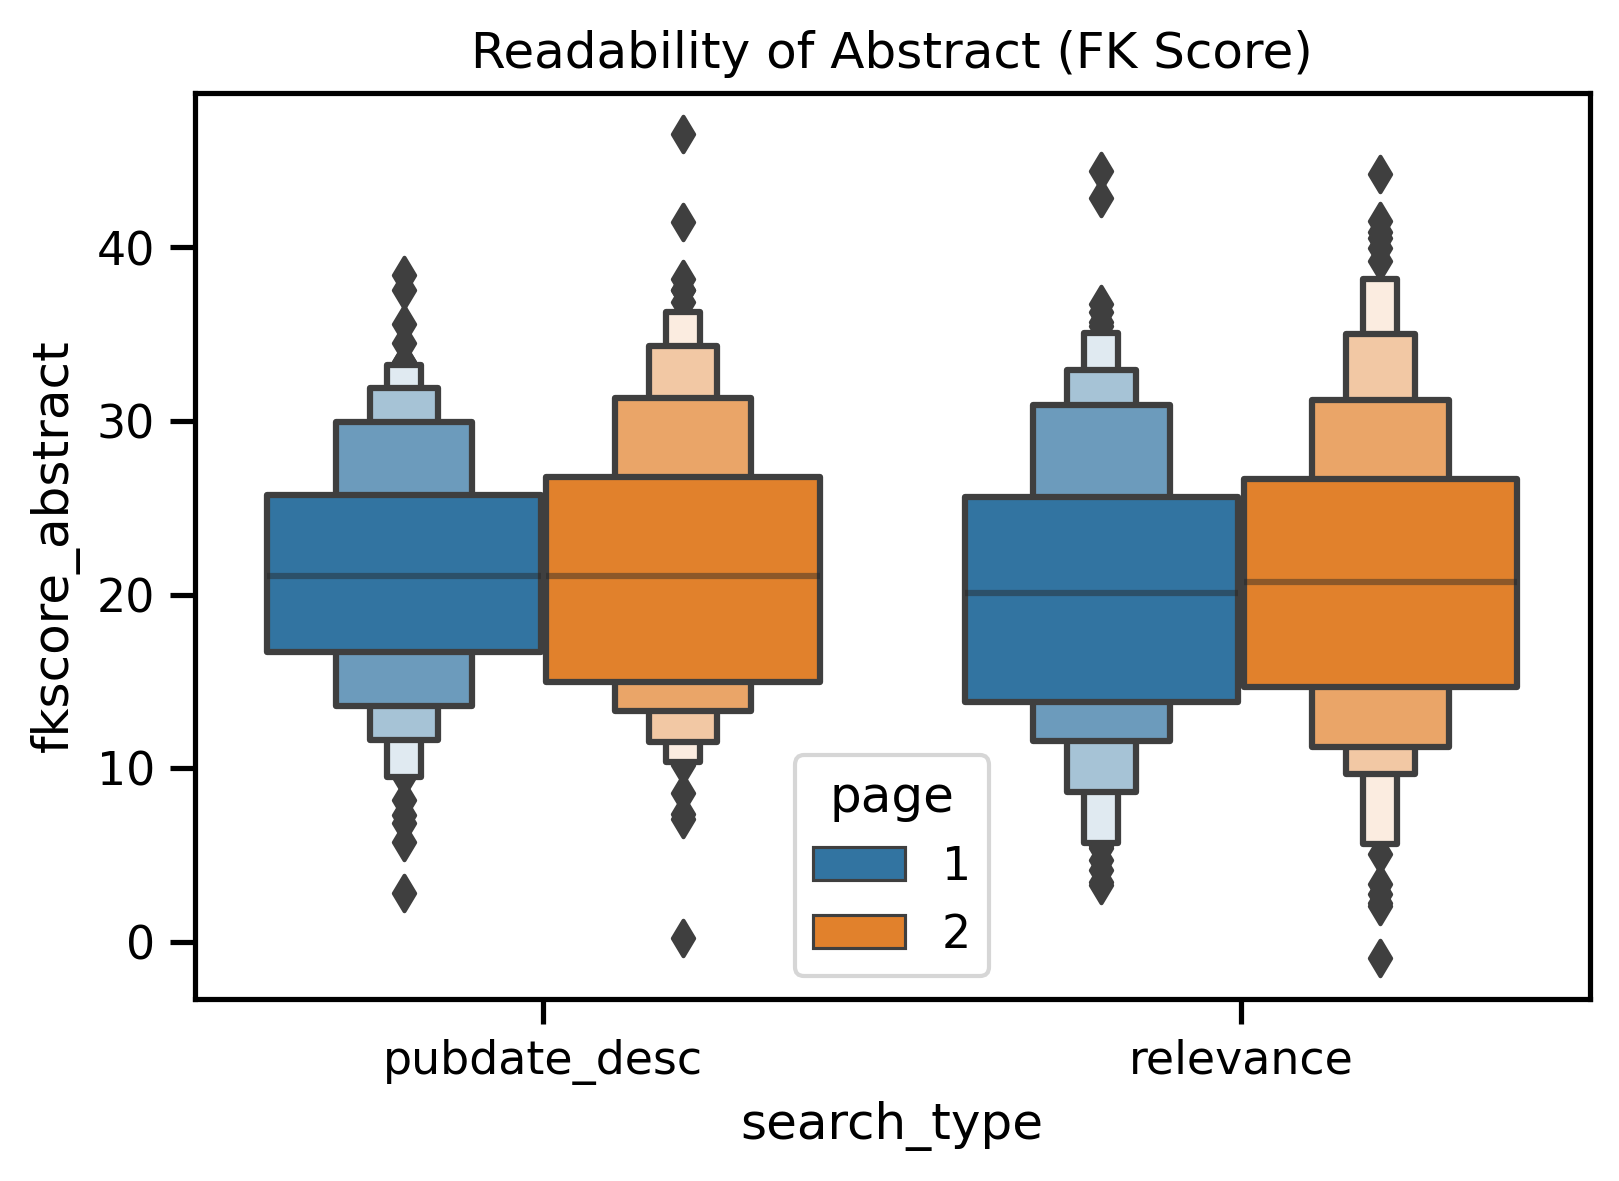 Readability of Abstract (FK Score)
fkscore_abstract
40
30
20
10
0
page
1
2
pubdate_desc
relevance
search_type